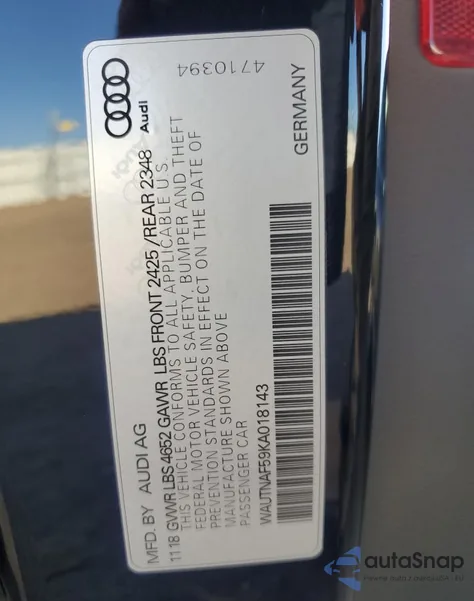 MFD. BY AUDI AG
Audi
4710394
1118 GVWR LBS 4652 GAWR LBS FRONT 2425 / REAR 2348
THIS VEHICLE CONFORMS TO ALL APPLICABLE U.S.
FEDERAL MOTOR VEHICLE SAFETY, BUMPER AND THEFT
PREVENTION STANDARDS IN EFFECT ON THE DATE OF
MANUFACTURE SHOWN ABOVE
PASSENGER CAR
WAUTNAF59KA018143
GERMANY
autoSnap